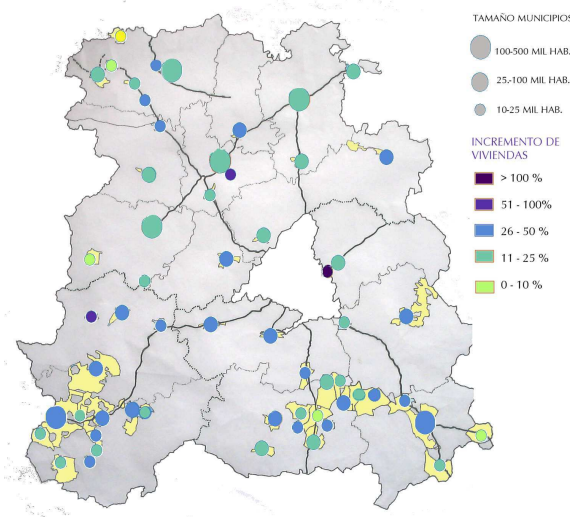 TAMAÑO MUNICIPIOS
100-500 MIL HAB.
25,-100 MIL HAB.
10-25 MIL HAB.
INCREMENTO DE
VIVIENDAS
> 100 %
51 - 100%
26 - 50 %
11 - 25 %
0 - 10 %